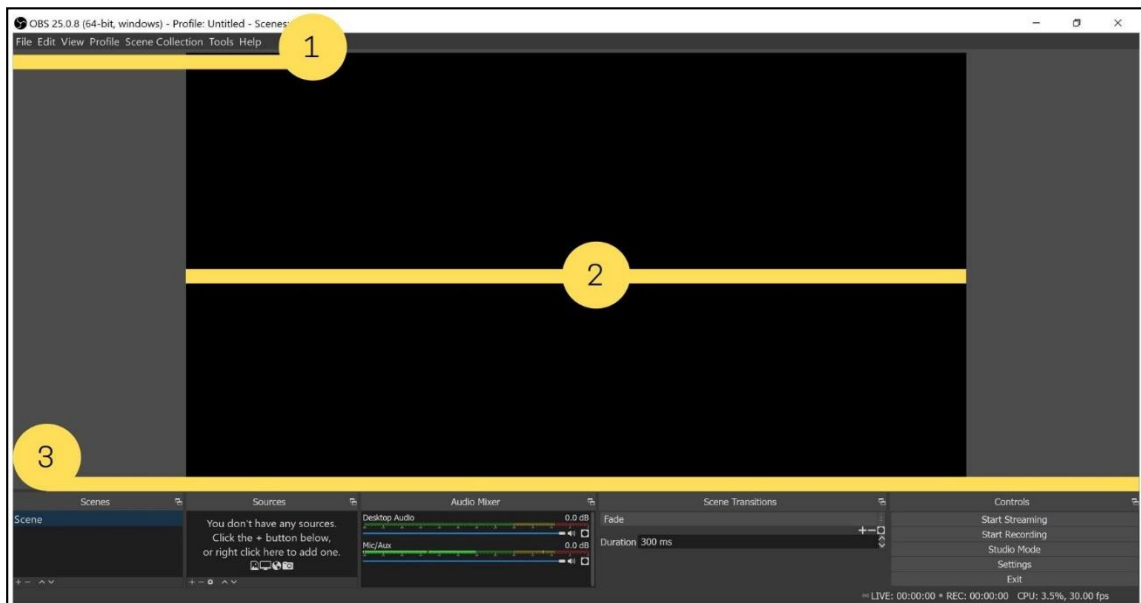 OBS 25.0.8 (64-bit, windows) - Profile: Untitled - Scenes:
File Edit View Profile Scene Collection Tools Help
1
2
3
Scenes
Scene
Sources
You don't have any sources.
Click the + button below,
or right click here to add one.
Audio Mixer
Desktop Audio 0.0 dB
Mic/Aux 0.0 dB
Scene Transitions
Fade
Duration 300 ms
Controls
Start Streaming
Start Recording
Studio Mode
Settings
Exit
LIVE: 00:00:00 REC: 00:00:00 CPU: 3.5%, 30.00 fps